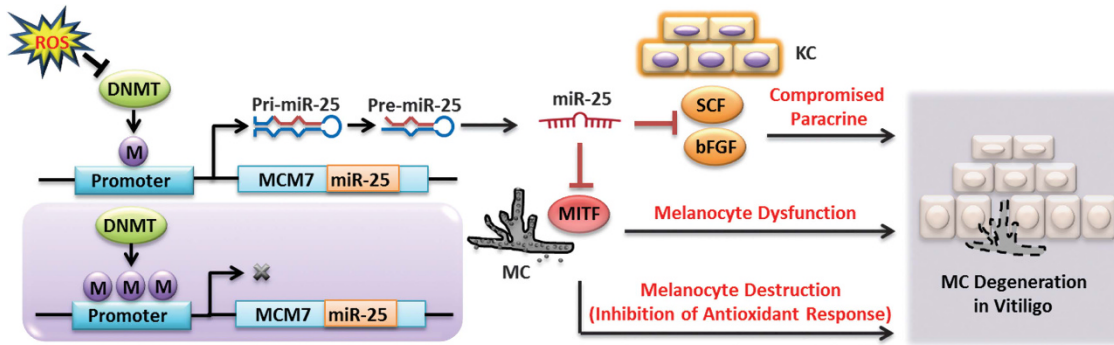 ROS
DNMT
M
Promoter
Pri-miR-25
Pre-miR-25
MCM7
miR-25
miR-25
KC
SCF
bFGF
Compromised
Paracrine
MITF
MC
Melanocyte Dysfunction
Melanocyte Destruction
(Inhibition of Antioxidant Response)
MC Degeneration
in Vitiligo
DNMT
M M M
Promoter
MCM7
miR-25